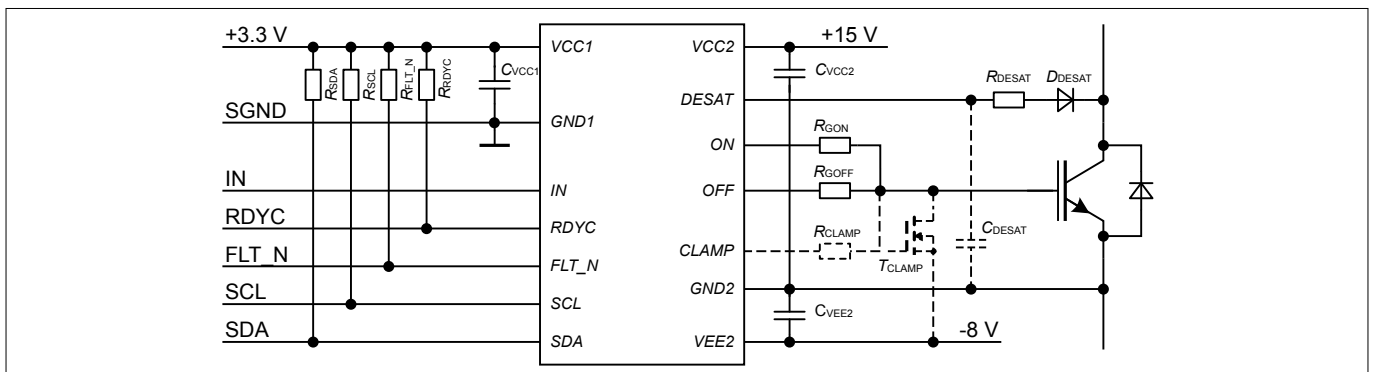 +3.3 V
RSDA
RSCL
RFLT_N
RRDYC
CVCC1
SGND
IN
RDYC
FLT_N
SCL
SDA
VCC1
GND1
IN
RDYC
FLT_N
SCL
SDA
VCC2
DESAT
ON
OFF
CLAMP
GND2
VEE2
+15 V
CVCC2
RDESAT
DDESAT
RGON
RGOFF
RCLAMP
TCLAMP
CDESAT
CVEE2
-8 V